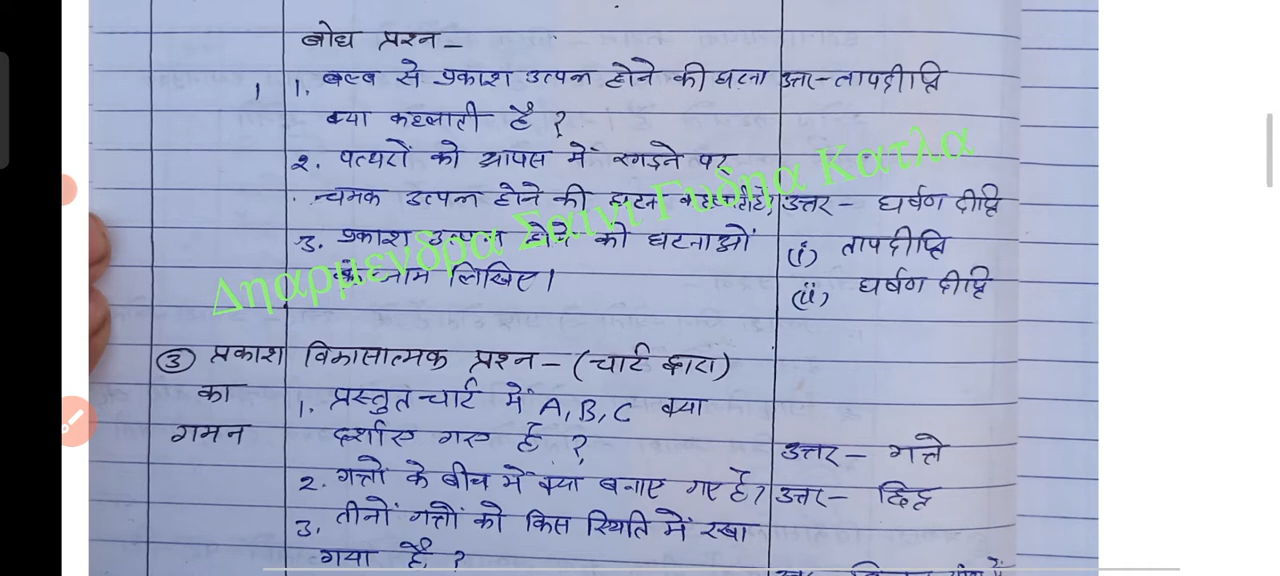 बोध प्रश्न-
1 1. बल्ब से प्रकाश उत्पन्न होने की घटना उत्तर-तापदीप्ति
क्या कहलाती है ?
2. पत्थरों को आपस में रगड़ने पर
चमक उत्पन्न होने की घटना कहलाती है? उत्तर- घर्षण दीप्ति
3. प्रकाश उत्पन्न होने की घटनाओं (i) तापदीप्ति
के नाम लिखिए। (ii) घर्षण दीप्ति
Δηαρμενδρα Σαινι Γυδηα Κατλα
③ प्रकाश विकासात्मक प्रश्न-(चार्ट द्वारा)
का 1. प्रस्तुत चार्ट में A, B, C क्या
गमन दर्शाए गए हैं ? उत्तर- गत्ते
2. गत्तों के बीच में क्या बनाए गए हैं? उत्तर- छिद्र
3. तीनों गत्तों को किस स्थिति में रखा
गया है ?